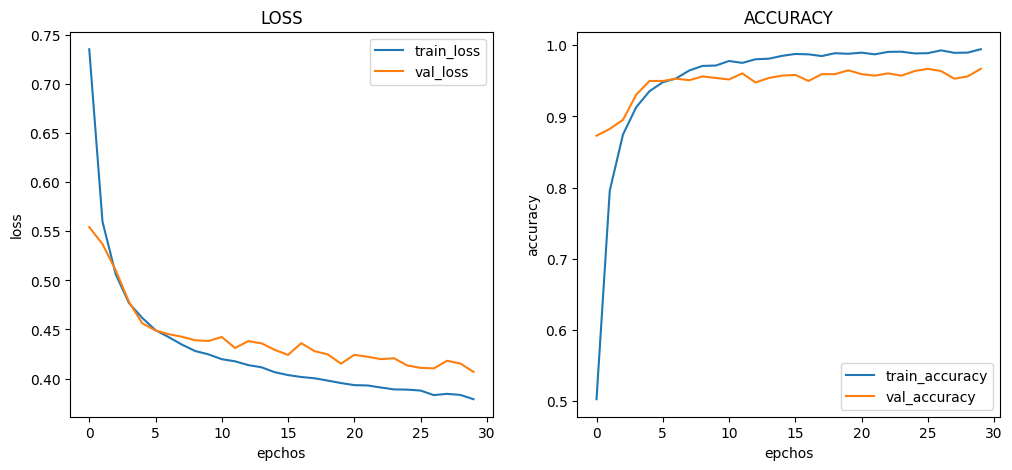 LOSS
0.75
0.70
0.65
0.60
0.55
0.50
0.45
0.40
loss
0 5 10 15 20 25 30
epchos
train_loss
val_loss
ACCURACY
1.0
0.9
0.8
0.7
0.6
0.5
accuracy
0 5 10 15 20 25 30
epchos
train_accuracy
val_accuracy